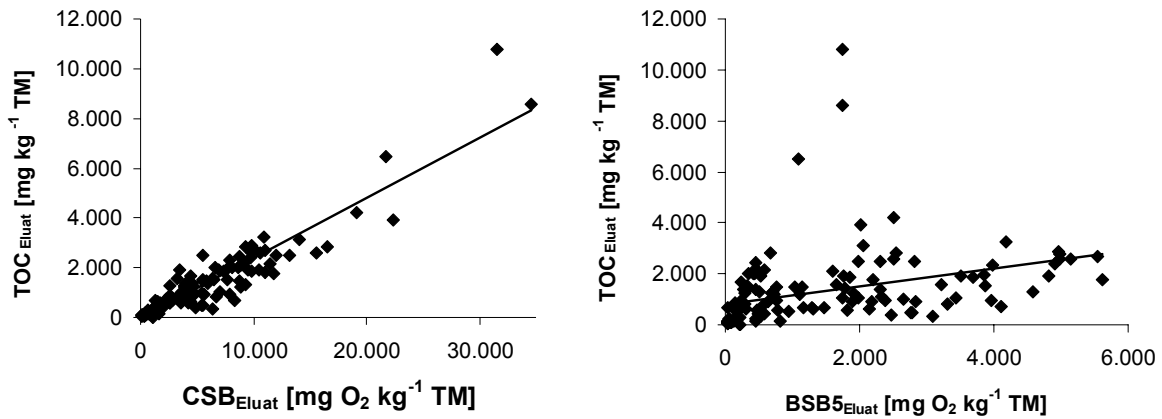 12.000
10.000
8.000
6.000
4.000
2.000
0
TOC Eluat [mg kg⁻¹ TM]
0 10.000 20.000 30.000
CSB Eluat [mg O₂ kg⁻¹ TM]
12.000
10.000
8.000
6.000
4.000
2.000
0
TOC Eluat [mg kg⁻¹ TM]
0 2.000 4.000 6.000
BSB5 Eluat [mg O₂ kg⁻¹ TM]